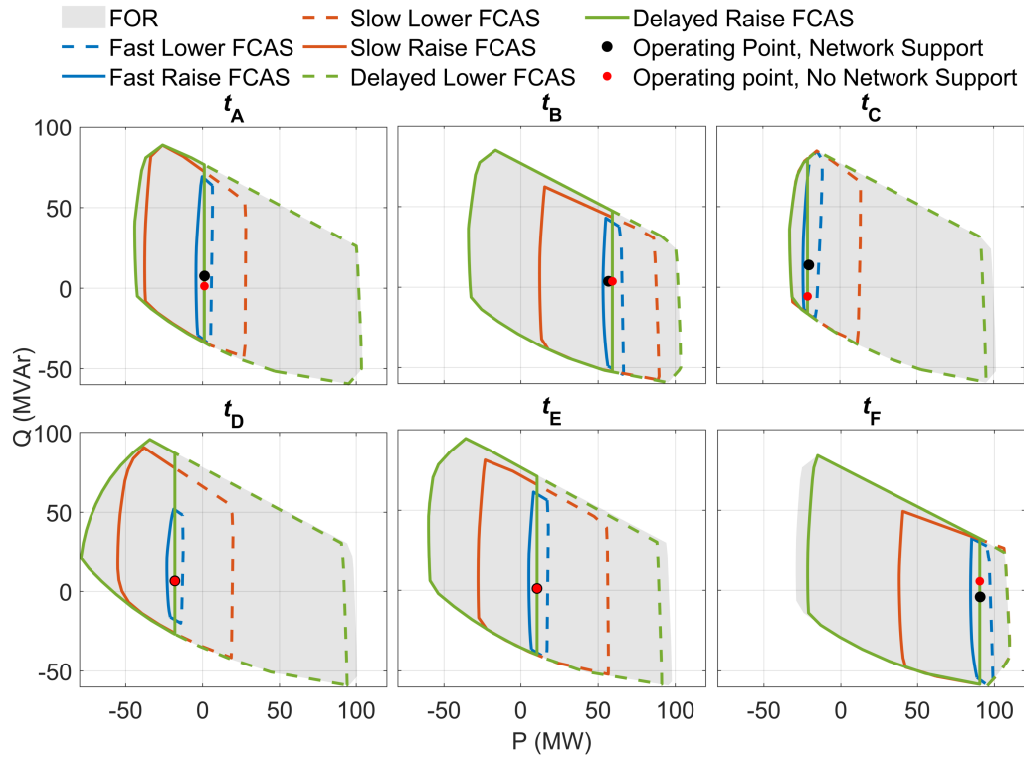 FOR
Slow Lower FCAS
Delayed Raise FCAS
Fast Lower FCAS
Slow Raise FCAS
Operating Point, Network Support
Fast Raise FCAS
Delayed Lower FCAS
Operating point, No Network Support
tA
tB
tC
100
50
0
-50
Q (MVAr)
tD
tE
tF
100
50
0
-50
-50 0 50 100
-50 0 50 100
-50 0 50 100
P (MW)